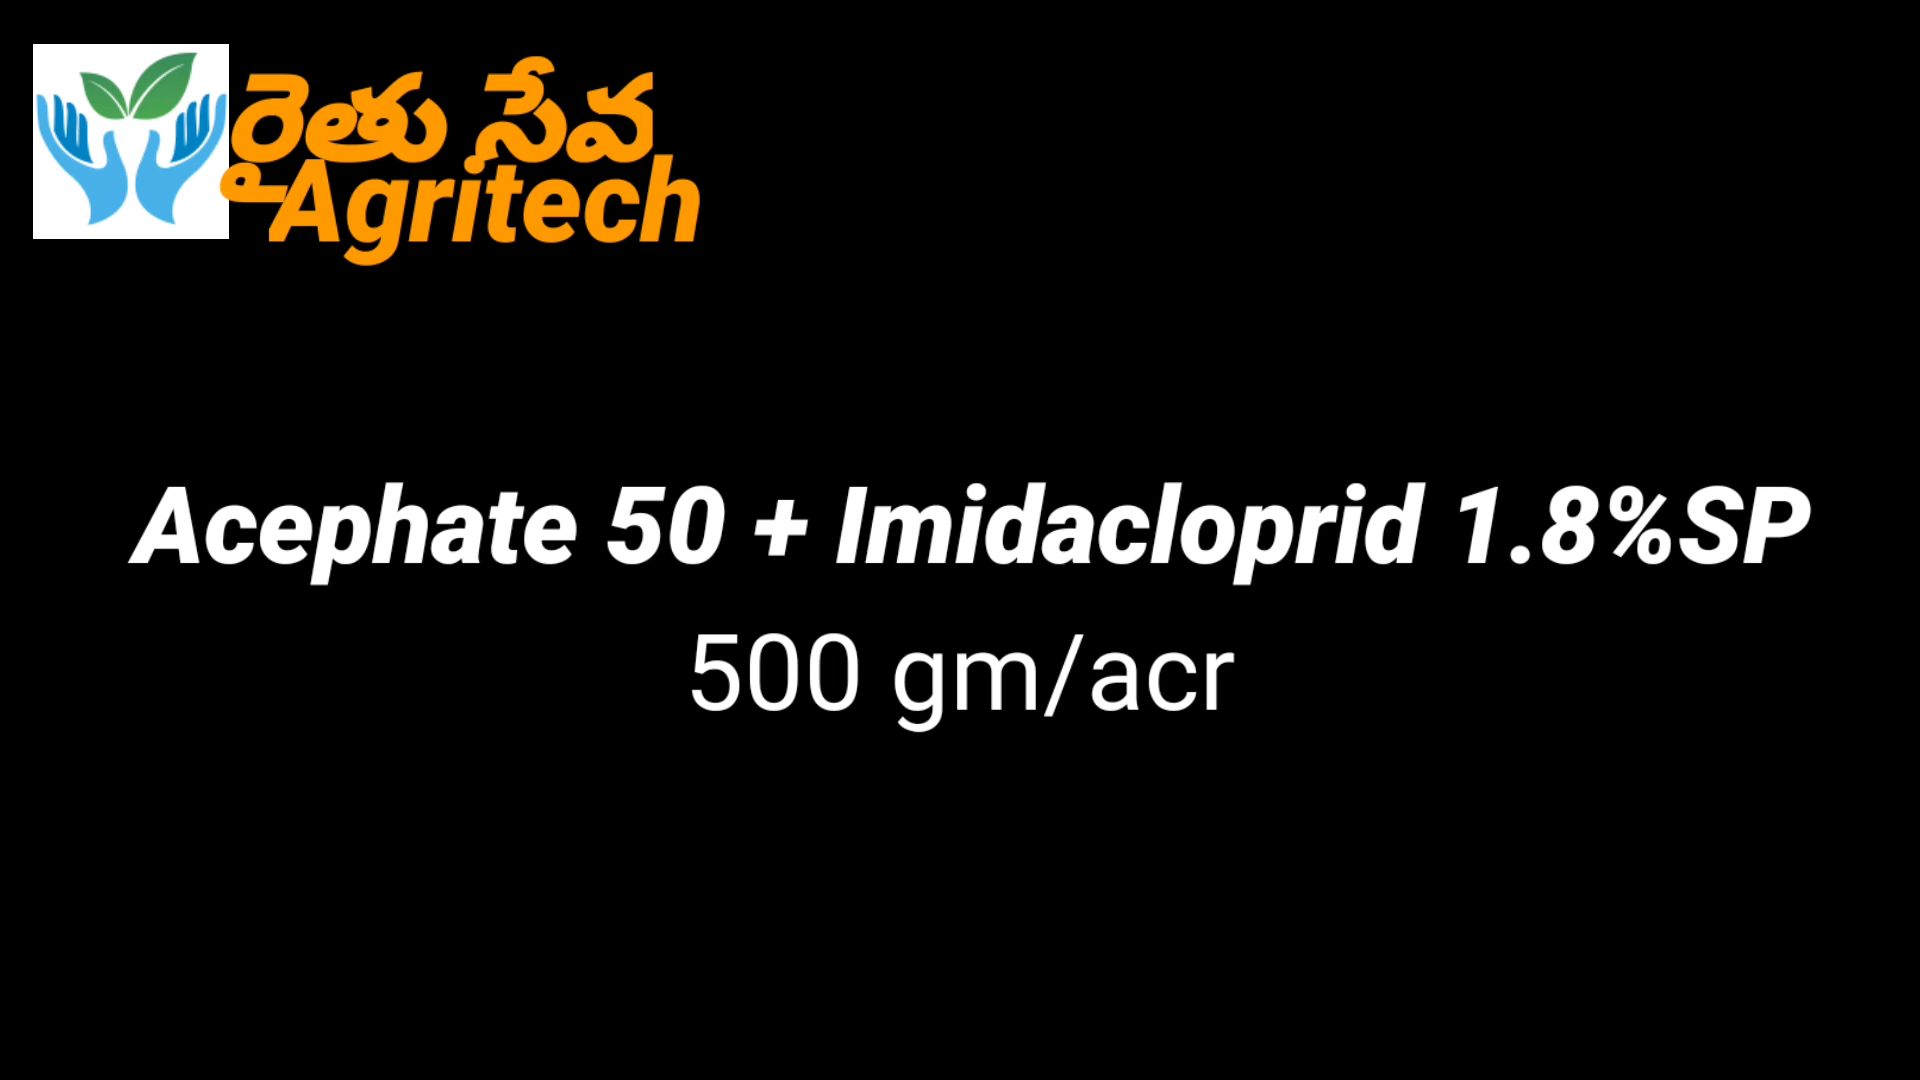 రైతు సేవ
Agritech
Acephate 50 + Imidacloprid 1.8%SP
500 gm/acr